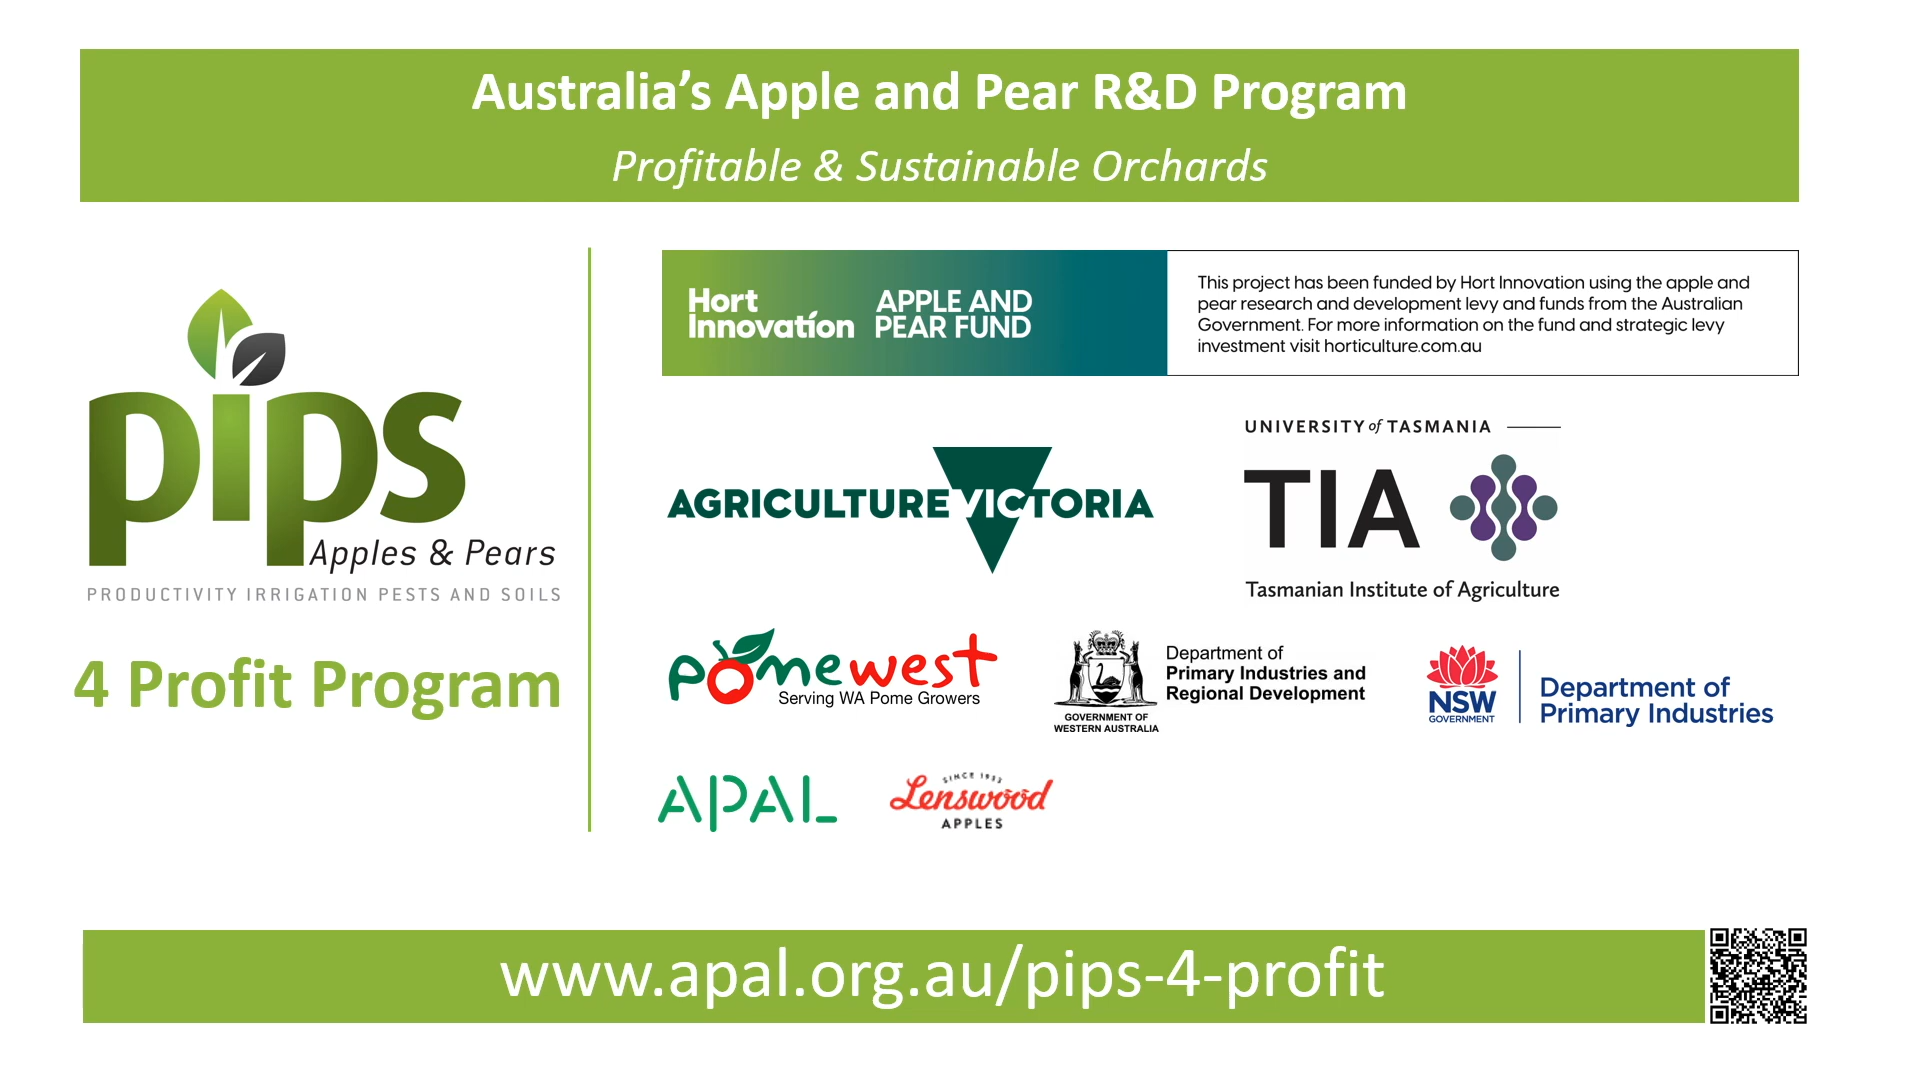 Australia’s Apple and Pear R&D Program
Profitable & Sustainable Orchards
pips
Apples & Pears
PRODUCTIVITY IRRIGATION PESTS AND SOILS
4 Profit Program
Hort
Innovation
APPLE AND
PEAR FUND
This project has been funded by Hort Innovation using the apple and
pear research and development levy and funds from the Australian
Government. For more information on the fund and strategic levy
investment visit horticulture.com.au
AGRICULTURE VICTORIA
UNIVERSITY of TASMANIA
TIA
Tasmanian Institute of Agriculture
Pomewest
Serving WA Pome Growers
GOVERNMENT OF
WESTERN AUSTRALIA
Department of
Primary Industries and
Regional Development
NSW
GOVERNMENT
Department of
Primary Industries
APAL
SINCE 1933
Lenswood
APPLES
www.apal.org.au/pips-4-profit